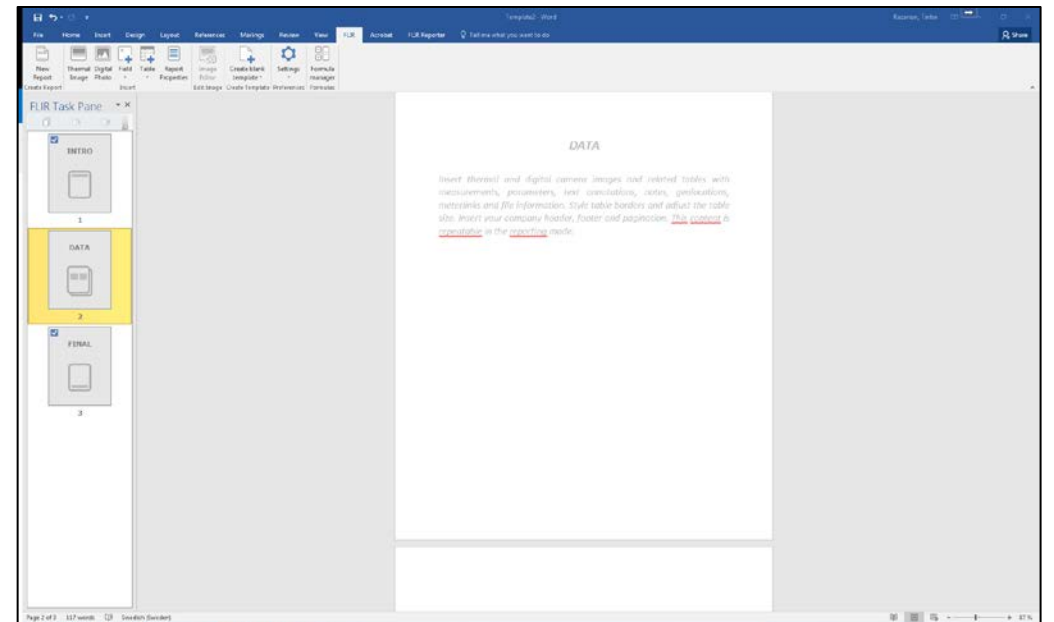 Template2 - Word
File Home Insert Design Layout References Mailings Review View FLIR Acrobat FLIR Reporter Tell me what you want to do
Share
New Report Thermal Image Digital Photo Field Table Report Properties Image Editor Create blank template Settings Formula manager
Create Report Insert Edit Image Create Template Preferences Formulas
FLIR Task Pane
INTRO
1
DATA
2
FINAL
3
DATA
Insert thermal and digital camera images and related tables with
measurements, parameters, text annotations, notes, geolocations,
meterlinks and file information. Style table borders and adjust the table
size. Insert your company header, footer and pagination. This content is
repeatable in the reporting mode.
Page 2 of 3 117 words Swedish (Sweden)
87 %